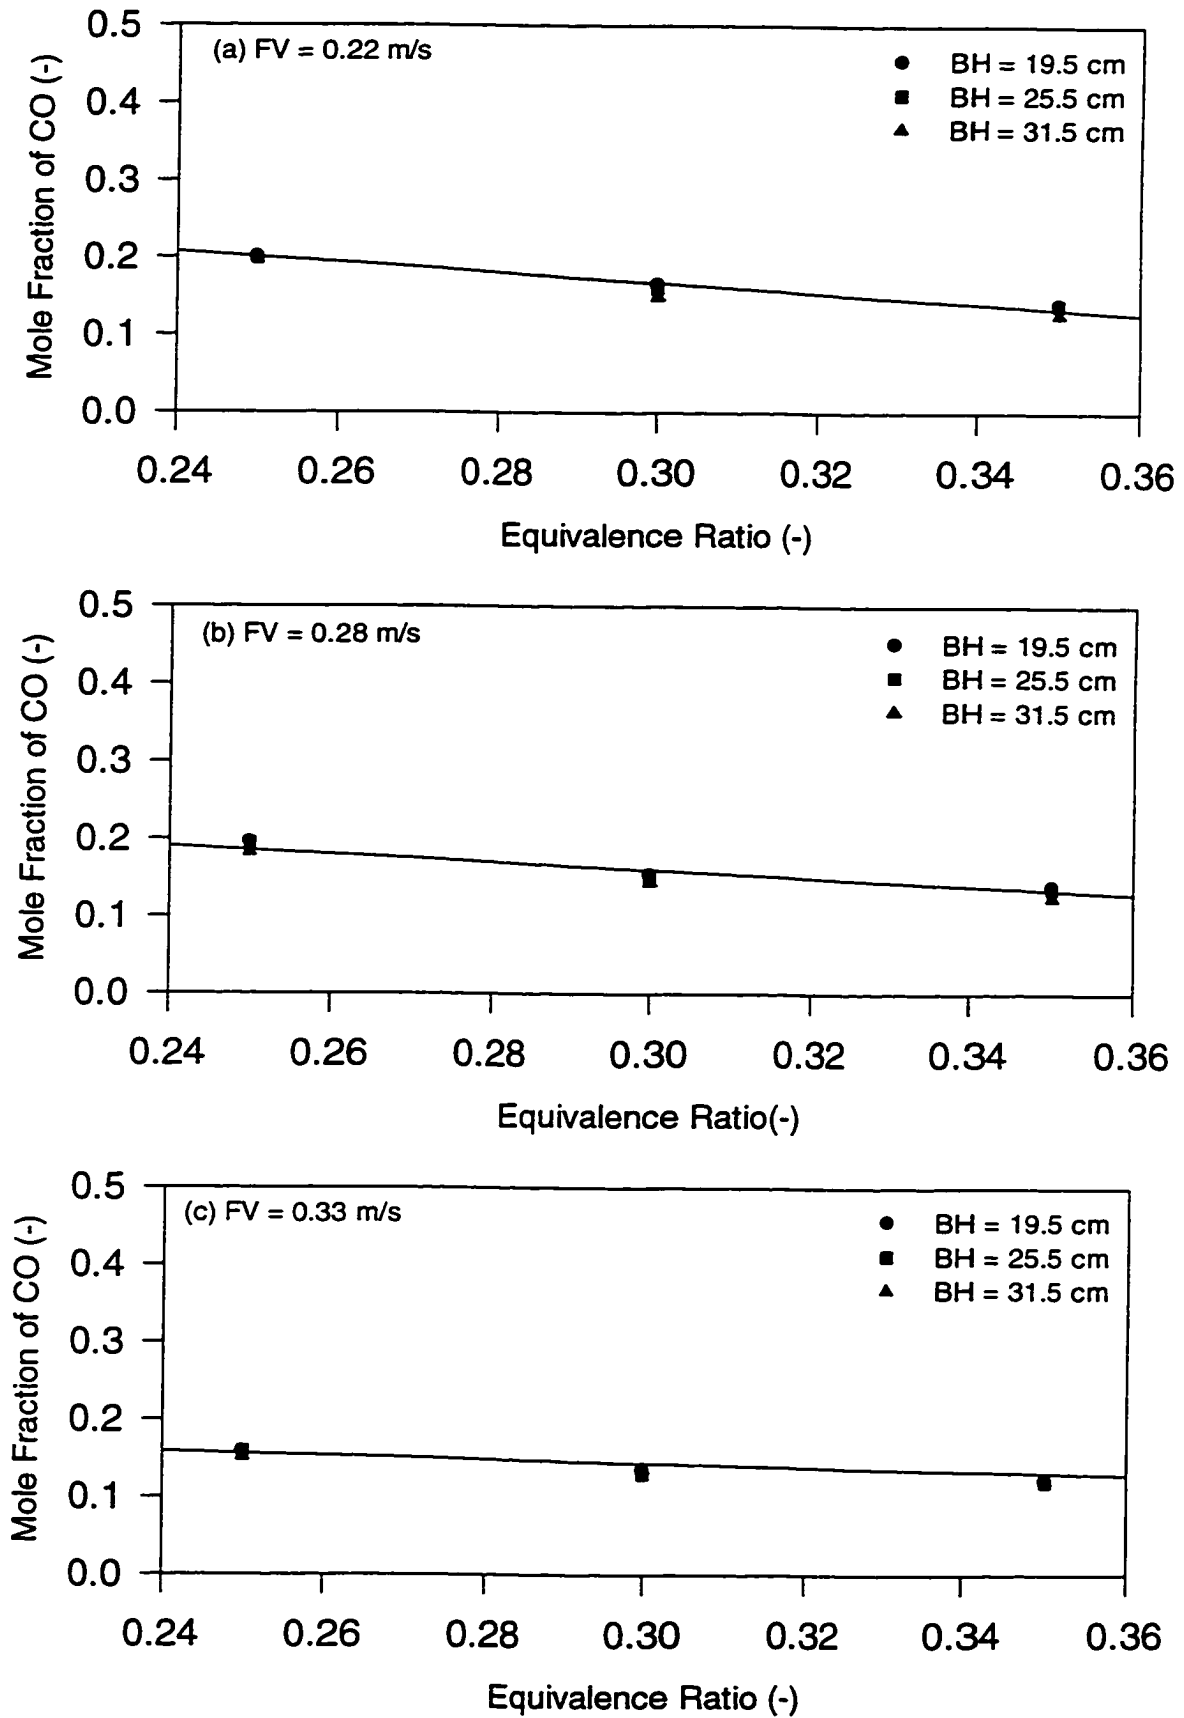 (a) FV = 0.22 m/s
BH = 19.5 cm
BH = 25.5 cm
BH = 31.5 cm
Mole Fraction of CO (-)
0.5
0.4
0.3
0.2
0.1
0.0
0.24 0.26 0.28 0.30 0.32 0.34 0.36
Equivalence Ratio (-)
(b) FV = 0.28 m/s
BH = 19.5 cm
BH = 25.5 cm
BH = 31.5 cm
Mole Fraction of CO (-)
0.5
0.4
0.3
0.2
0.1
0.0
0.24 0.26 0.28 0.30 0.32 0.34 0.36
Equivalence Ratio(-)
(c) FV = 0.33 m/s
BH = 19.5 cm
BH = 25.5 cm
BH = 31.5 cm
Mole Fraction of CO (-)
0.5
0.4
0.3
0.2
0.1
0.0
0.24 0.26 0.28 0.30 0.32 0.34 0.36
Equivalence Ratio (-)